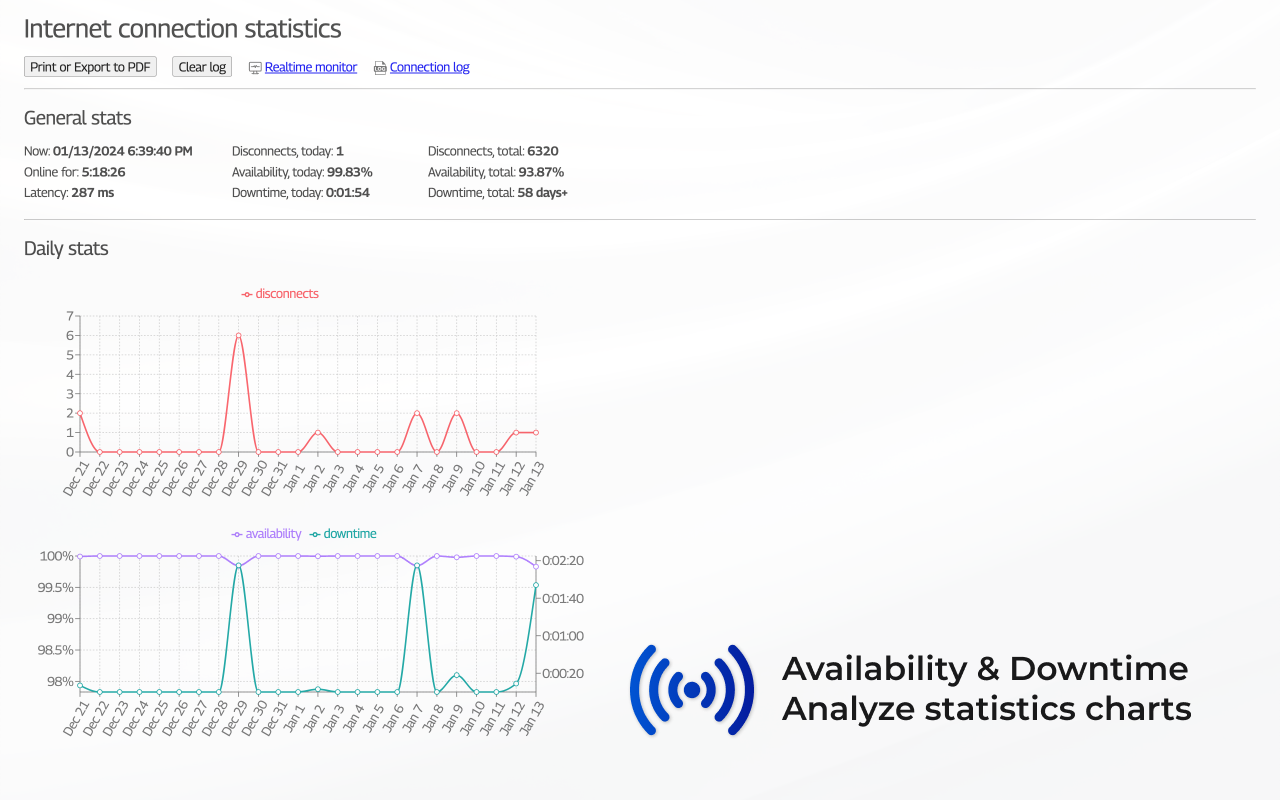 Internet connection statistics
Print or Export to PDF Clear log Realtime monitor Connection log
General stats
Now: 01/13/2024 6:39:40 PM Disconnects, today: 1 Disconnects, total: 6320
Online for: 5:18:26 Availability, today: 99.83% Availability, total: 93.87%
Latency: 287 ms Downtime, today: 0:01:54 Downtime, total: 58 days+
Daily stats
disconnects
7
6
5
4
3
2
1
0
Dec 21 Dec 22 Dec 23 Dec 24 Dec 25 Dec 26 Dec 27 Dec 28 Dec 29 Dec 30 Dec 31 Jan 1 Jan 2 Jan 3 Jan 4 Jan 5 Jan 6 Jan 7 Jan 8 Jan 9 Jan 10 Jan 11 Jan 12 Jan 13
availability downtime
100% 0:02:20
99.5% 0:01:40
99% 0:01:00
98.5% 0:00:20
98%
Dec 21 Dec 22 Dec 23 Dec 24 Dec 25 Dec 26 Dec 27 Dec 28 Dec 29 Dec 30 Dec 31 Jan 1 Jan 2 Jan 3 Jan 4 Jan 5 Jan 6 Jan 7 Jan 8 Jan 9 Jan 10 Jan 11 Jan 12 Jan 13
Availability & Downtime
Analyze statistics charts